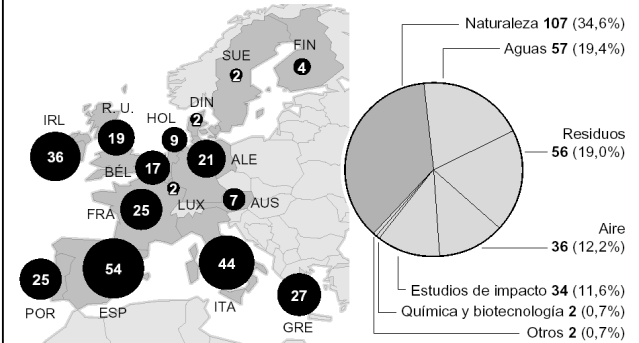 SUE
2
FIN
4
DIN
2
R. U.
19
HOL
9
IRL
36
BÉL
17
21
ALE
2
LUX
7
AUS
FRA
25
25
POR
54
ESP
44
ITA
27
GRE
Naturaleza 107 (34,6%)
Aguas 57 (19,4%)
Residuos
56 (19,0%)
Aire
36 (12,2%)
Estudios de impacto 34 (11,6%)
Química y biotecnología 2 (0,7%)
Otros 2 (0,7%)